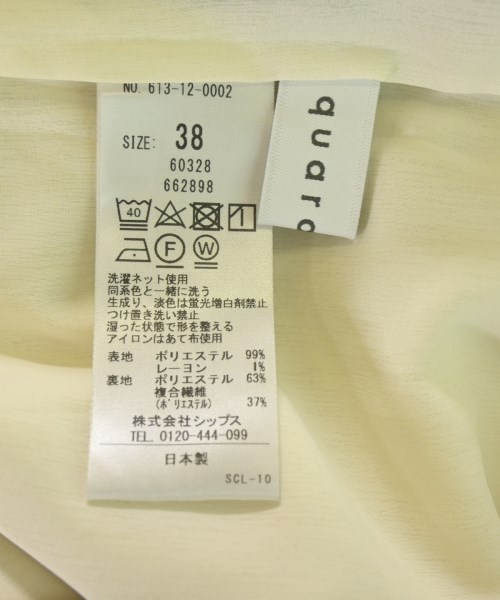 NO. 613-12-0002
SIZE: 38
60328
662898
40
F W
洗濯ネット使用
同系色と一緒に洗う
生成り、淡色は蛍光増白剤禁止
つけ置き洗い禁止
湿った状態で形を整える
アイロンはあて布使用
表地 ポリエステル 99%
レーヨン 1%
裏地 ポリエステル 63%
複合繊維
(ポリエステル) 37%
株式会社シップス
TEL. 0120-444-099
日本製
SCL-10
quar